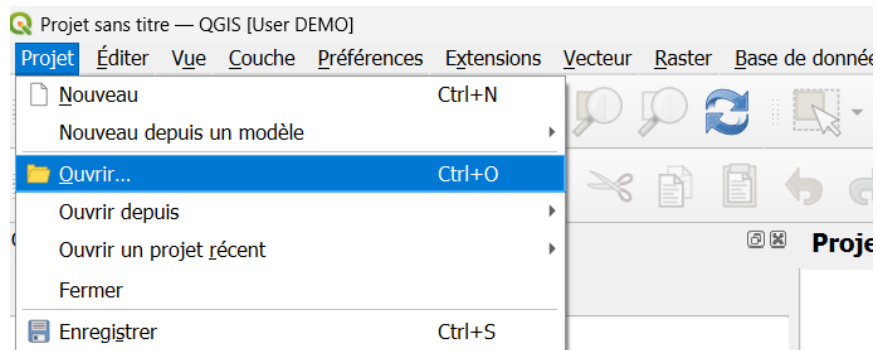 Projet sans titre — QGIS [User DEMO]
Projet Éditer Vue Couche Préférences Extensions Vecteur Raster Base de donnée
Nouveau Ctrl+N
Nouveau depuis un modèle
Ouvrir... Ctrl+O
Ouvrir depuis
Ouvrir un projet récent
Proje
Fermer
Enregistrer Ctrl+S